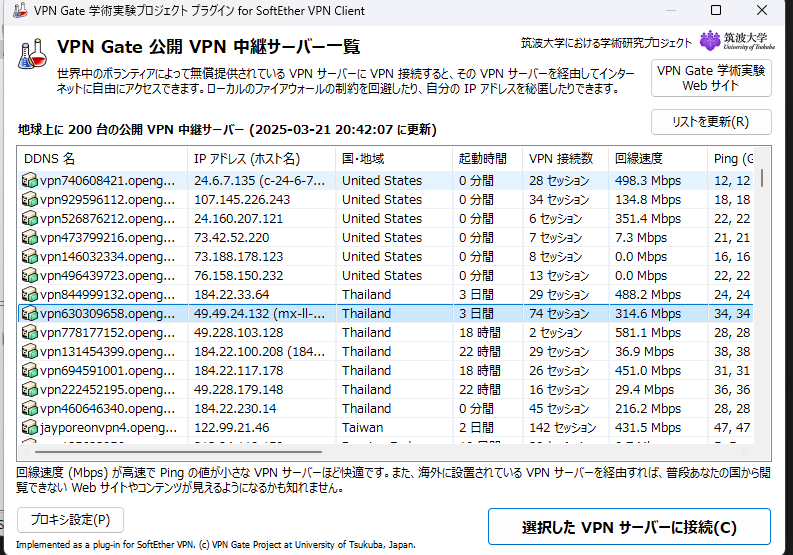 VPN Gate 学術実験プロジェクト プラグイン for SoftEther VPN Client
VPN Gate 公開 VPN 中継サーバー一覧
筑波大学における学術研究プロジェクト
筑波大学
University of Tsukuba
世界中のボランティアによって無償提供されている VPN サーバーに VPN 接続すると、その VPN サーバーを経由してインター
ネットに自由にアクセスできます。ローカルのファイアウォールの制約を回避したり、自分の IP アドレスを秘匿したりできます。
VPN Gate 学術実験
Web サイト
地球上に 200 台の公開 VPN 中継サーバー (2025-03-21 20:42:07 に更新)
リストを更新(R)
DDNS 名 IP アドレス (ホスト名) 国・地域 起動時間 VPN 接続数 回線速度 Ping (G
vpn740608421.openg... 24.6.7.135 (c-24-6-7... United States 0 分間 28 セッション 498.3 Mbps 12, 12
vpn929596112.openg... 107.145.226.243 United States 0 分間 34 セッション 134.8 Mbps 18, 18
vpn526876212.openg... 24.160.207.121 United States 0 分間 6 セッション 351.4 Mbps 22, 22
vpn473799216.openg... 73.42.52.220 United States 0 分間 7 セッション 7.3 Mbps 21, 21
vpn146032334.openg... 73.188.178.123 United States 0 分間 8 セッション 0.0 Mbps 16, 16
vpn496439723.openg... 76.158.150.232 United States 0 分間 13 セッション 0.0 Mbps 22, 22
vpn844999132.openg... 184.22.33.64 Thailand 3 日間 29 セッション 488.2 Mbps 24, 24
vpn630309658.openg... 49.49.24.132 (mx-ll-... Thailand 3 日間 74 セッション 314.6 Mbps 34, 34
vpn778177152.openg... 49.228.103.128 Thailand 18 時間 2 セッション 581.1 Mbps 28, 28
vpn131454399.openg... 184.22.100.208 (184... Thailand 22 時間 29 セッション 36.9 Mbps 38, 38
vpn694591001.openg... 184.22.117.178 Thailand 18 時間 26 セッション 451.0 Mbps 31, 31
vpn222452195.openg... 49.228.179.148 Thailand 22 時間 16 セッション 29.4 Mbps 36, 36
vpn460646340.openg... 184.22.230.14 Thailand 0 分間 45 セッション 216.2 Mbps 28, 28
jayporeonvpn4.openg... 122.99.21.46 Taiwan 2 日間 142 セッション 431.5 Mbps 47, 47
回線速度 (Mbps) が高速で Ping の値が小さな VPN サーバーほど快適です。また、海外に設置されている VPN サーバーを経由すれば、普段あなたの国から閲
覧できない Web サイトやコンテンツが見えるようになるかも知れません。
プロキシ設定(P)
選択した VPN サーバーに接続(C)
Implemented as a plug-in for SoftEther VPN. (c) VPN Gate Project at University of Tsukuba, Japan.